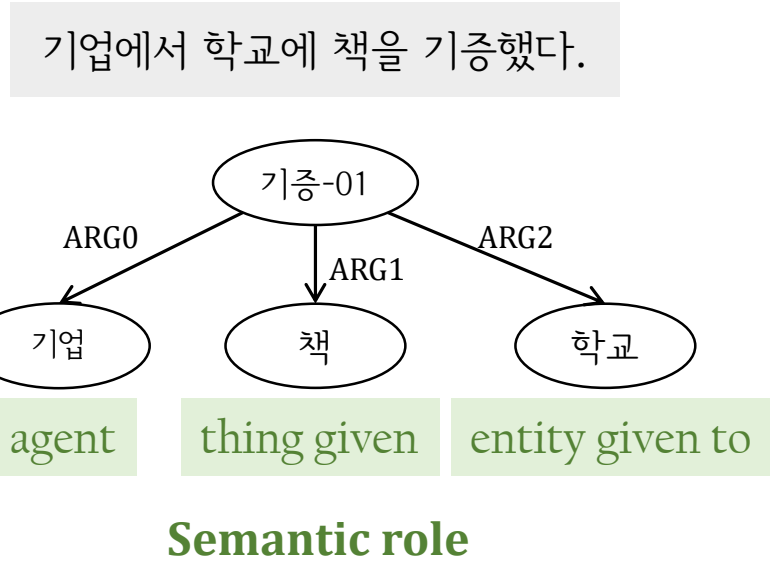 기업에서 학교에 책을 기증했다.
기증-01
ARG0
ARG2
ARG1
기업
책
학교
agent
thing given
entity given to
Semantic role